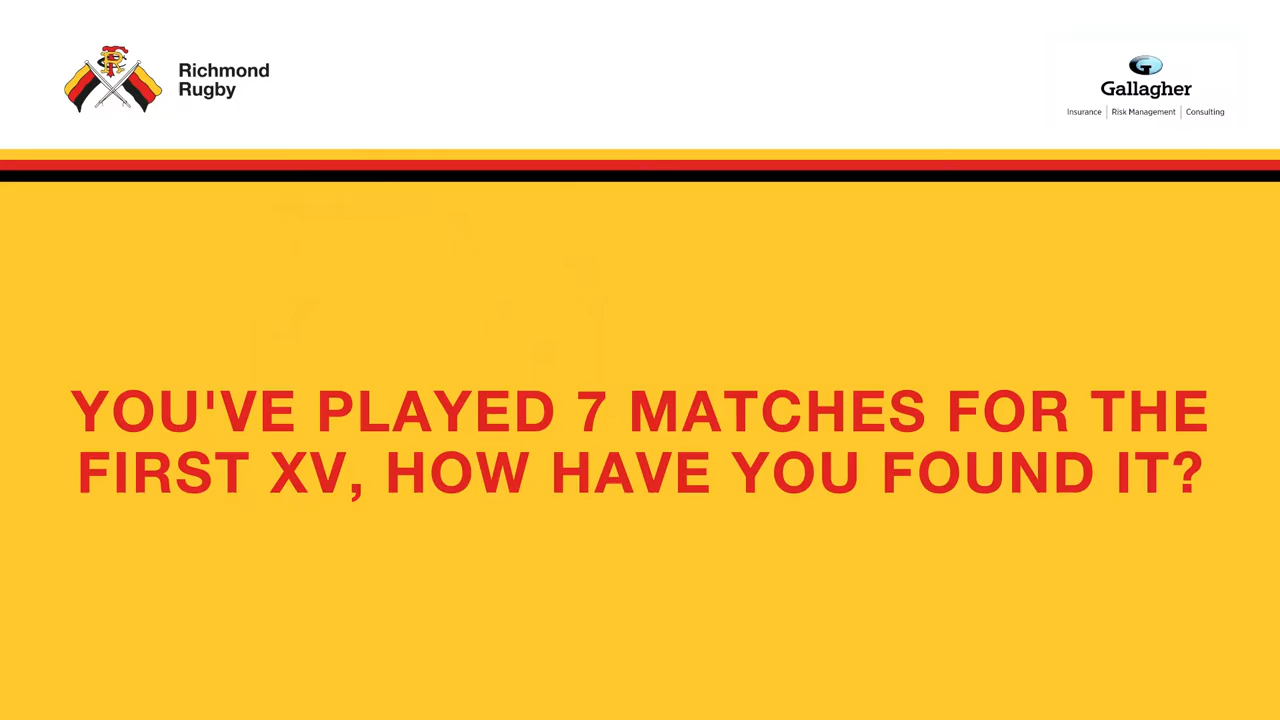 Richmond
Rugby
Gallagher
Insurance | Risk Management | Consulting
YOU'VE PLAYED 7 MATCHES FOR THE
FIRST XV, HOW HAVE YOU FOUND IT?